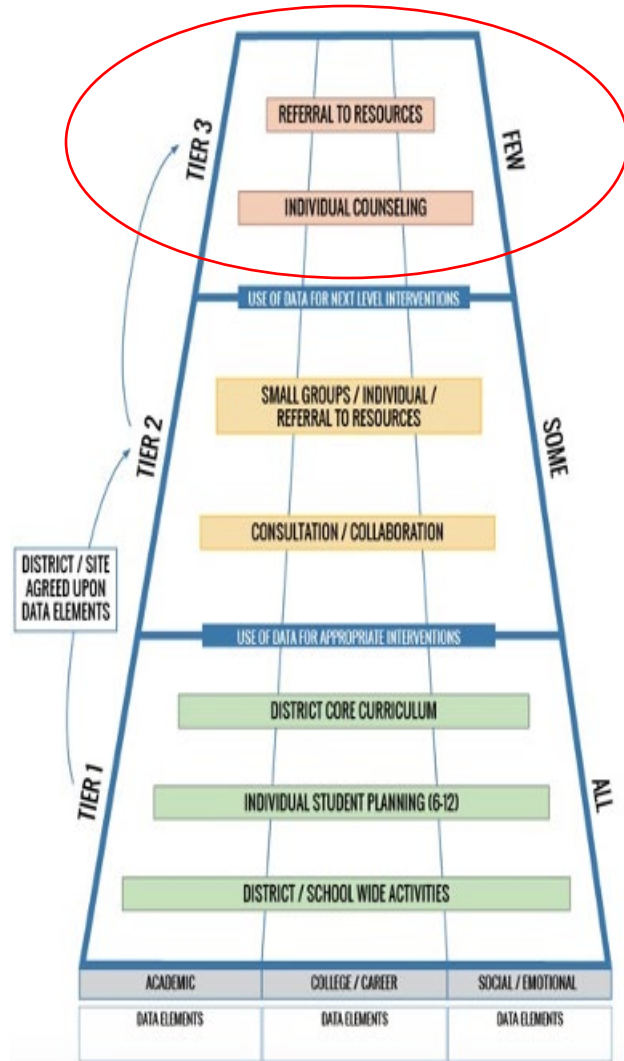 REFERRAL TO RESOURCES
TIER 3
FEW
INDIVIDUAL COUNSELING
USE OF DATA FOR NEXT LEVEL INTERVENTIONS
SMALL GROUPS / INDIVIDUAL /
REFERRAL TO RESOURCES
TIER 2
SOME
CONSULTATION / COLLABORATION
DISTRICT / SITE
AGREED UPON
DATA ELEMENTS
USE OF DATA FOR APPROPRIATE INTERVENTIONS
DISTRICT CORE CURRICULUM
TIER 1
ALL
INDIVIDUAL STUDENT PLANNING (6-12)
DISTRICT / SCHOOL WIDE ACTIVITIES
ACADEMIC
COLLEGE / CAREER
SOCIAL / EMOTIONAL
DATA ELEMENTS
DATA ELEMENTS
DATA ELEMENTS